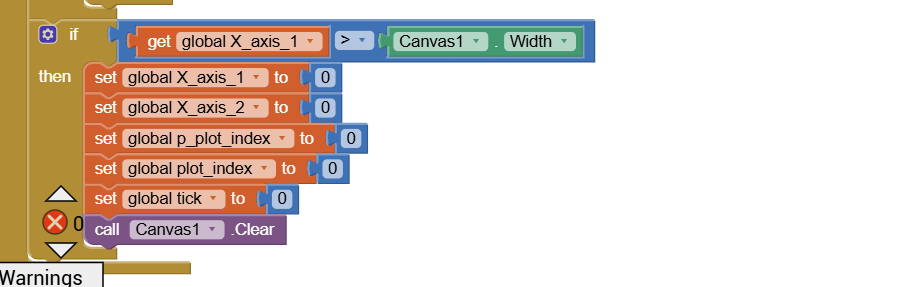 if get global X_axis_1 > Canvas1 . Width
then set global X_axis_1 to 0
set global X_axis_2 to 0
set global p_plot_index to 0
set global plot_index to 0
set global tick to 0
0 call Canvas1 .Clear
Warnings